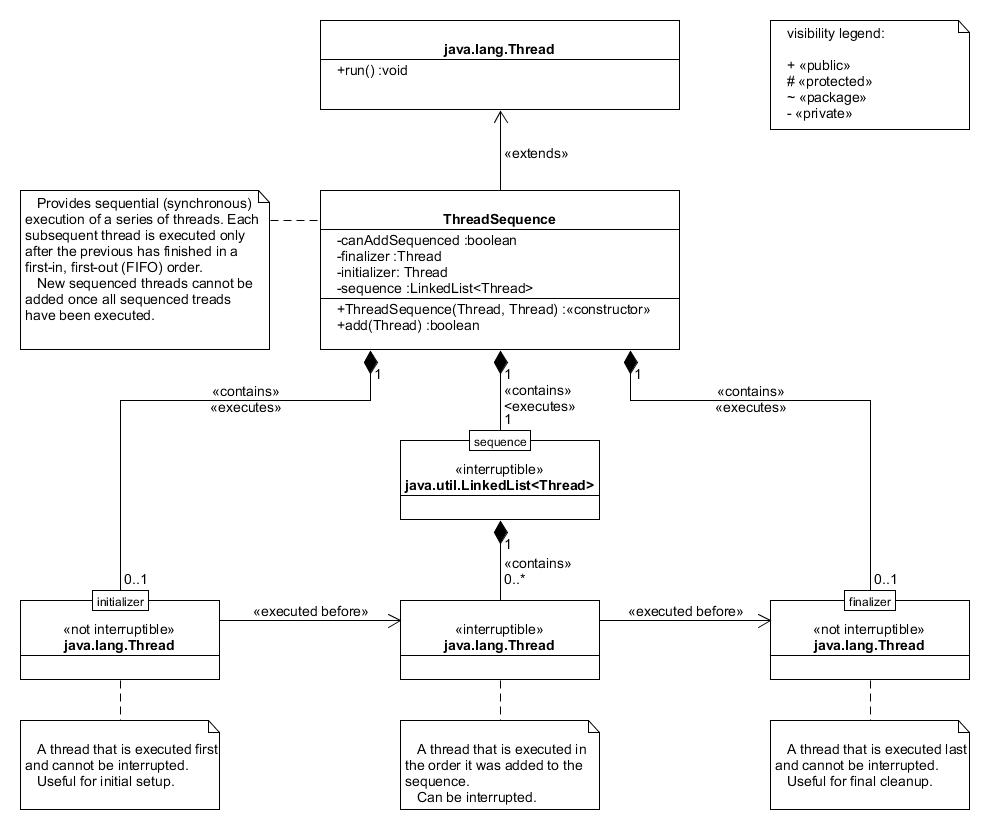 java.lang.Thread
+run() :void
visibility legend:
+ «public»
# «protected»
~ «package»
- «private»
«extends»
Provides sequential (synchronous)
execution of a series of threads. Each
subsequent thread is executed only
after the previous has finished in a
first-in, first-out (FIFO) order.
New sequenced threads cannot be
added once all sequenced treads
have been executed.
ThreadSequence
-canAddSequenced :boolean
-finalizer :Thread
-initializer: Thread
-sequence :LinkedList<Thread>
+ThreadSequence(Thread, Thread) :«constructor»
+add(Thread) :boolean
1
«contains»
«executes»
1
«contains»
<executes»
1
1
«contains»
«executes»
sequence
«interruptible»
java.util.LinkedList<Thread>
1
«contains»
0..*
0..1
0..1
initializer
«not interruptible»
java.lang.Thread
«executed before»
«interruptible»
java.lang.Thread
«executed before»
finalizer
«not interruptible»
java.lang.Thread
A thread that is executed first
and cannot be interrupted.
Useful for initial setup.
A thread that is executed in
the order it was added to the
sequence.
Can be interrupted.
A thread that is executed last
and cannot be interrupted.
Useful for final cleanup.